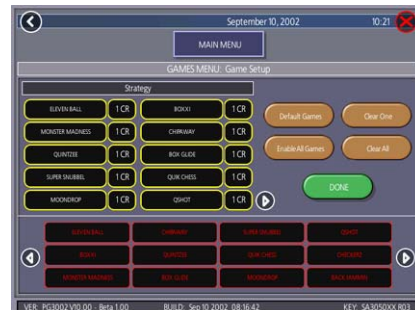 September 10, 2002 10:21
MAIN MENU
GAMES MENU: Game Setup
Strategy
ELEVEN BALL 1 CR BOXXI 1 CR
MONSTER MADNESS 1 CR CHIPAWAY 1 CR
QUINTZEE 1 CR BOX GLIDE 1 CR
SUPER SNUBBEL 1 CR QUIK CHESS 1 CR
MOONDROP 1 CR QSHOT 1 CR
Default Games Clear One
Enable All Games Clear All
DONE
ELEVEN BALL CHIPAWAY SUPER SNUBBEL QSHOT
BOXXI QUINTZEE QUIK CHESS CHECKERS
MONSTER MADNESS BOX GLIDE MOONDROP
VER: PG3002 V10.00 - Beta 1.00 BUILD: Sep 10 2002 08:16:42 KEY: SA3050XX R03